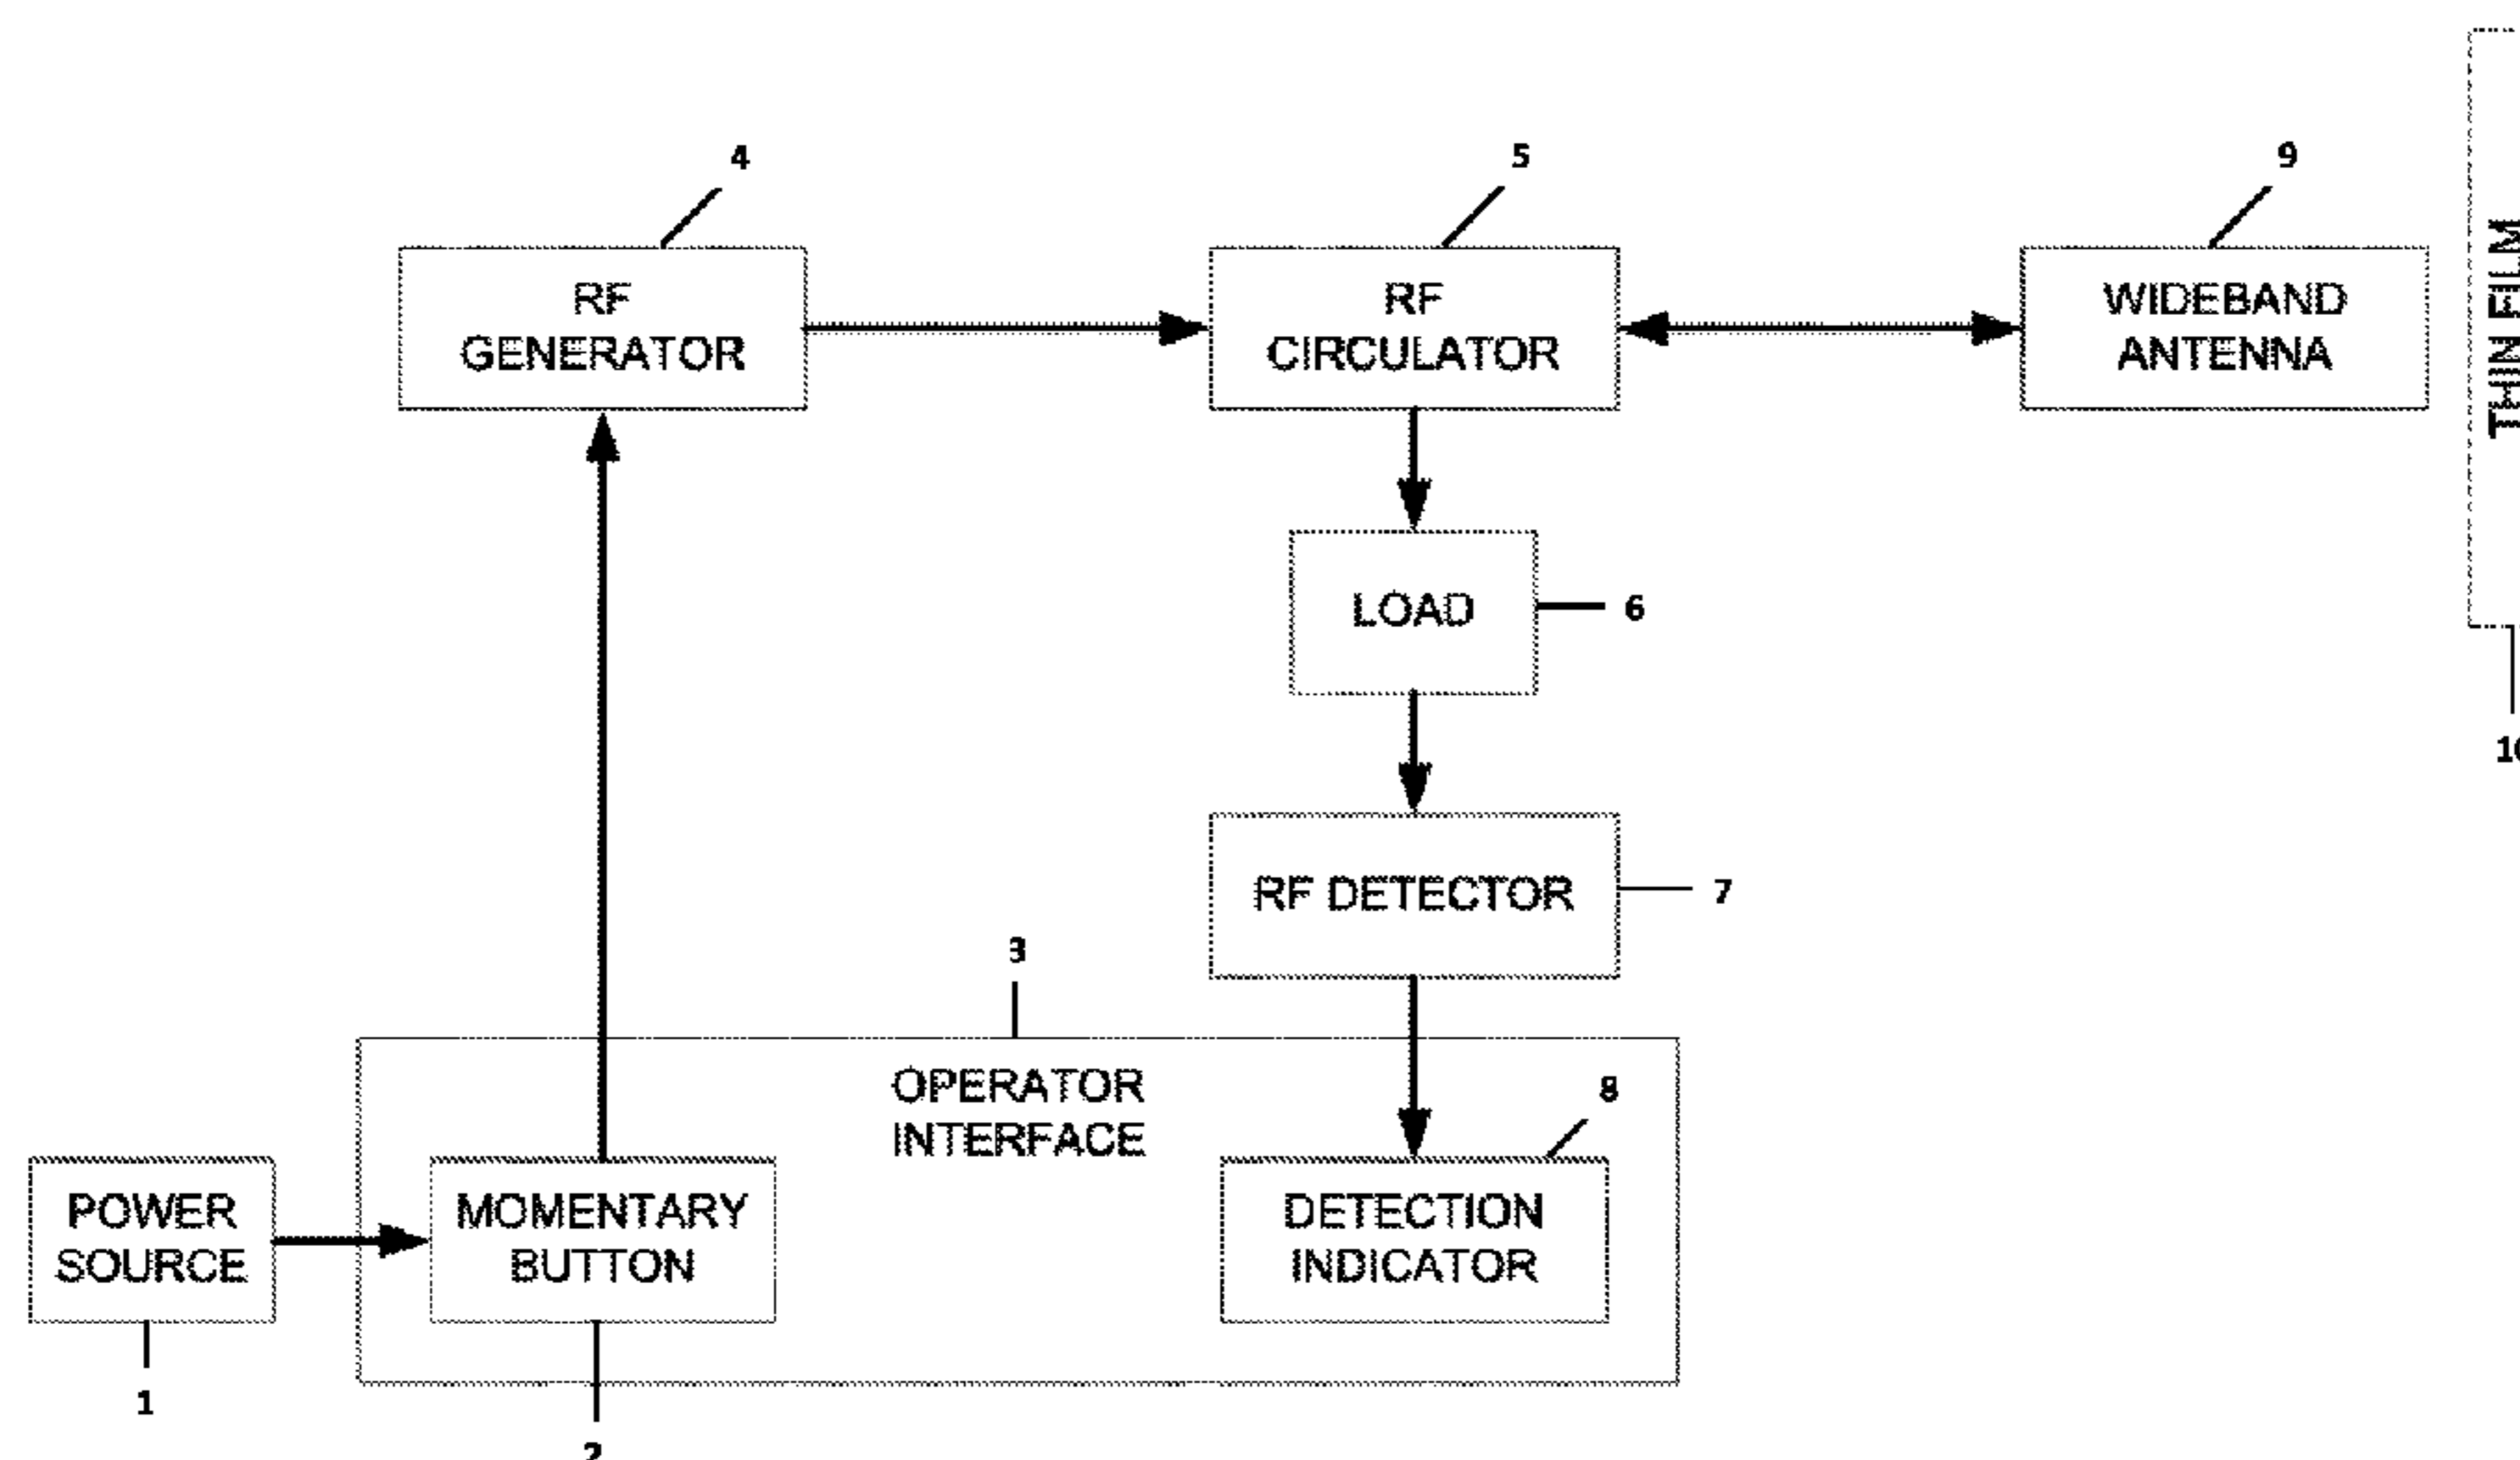 4
5
9
RF
GENERATOR
RF
CIRCULATOR
WIDEBAND
ANTENNA
THIN FILM
LOAD
6
RF DETECTOR
7
3
OPERATOR
INTERFACE
8
POWER
SOURCE
MOMENTARY
BUTTON
DETECTION
INDICATOR
1
2